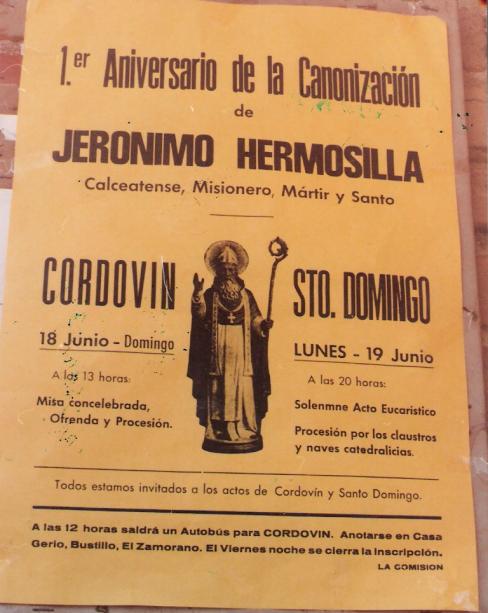 1.er Aniversario de la Canonización
de
JERONIMO HERMOSILLA
Calceatense, Misionero, Mártir y Santo
CORDOVIN
18 Junio - Domingo
A las 13 horas:
Misa concelebrada,
Ofrenda y Procesión.
STO. DOMINGO
LUNES - 19 Junio
A las 20 horas:
Solenmne Acto Eucaristico
Procesión por los claustros
y naves catedralicias.
Todos estamos invitados a los actos de Cordovín y Santo Domingo.
A las 12 horas saldrá un Autobús para CORDOVIN. Anotarse en Casa
Gerio, Bustillo, El Zamorano. El Viernes noche se cierra la inscripción.
LA COMISION